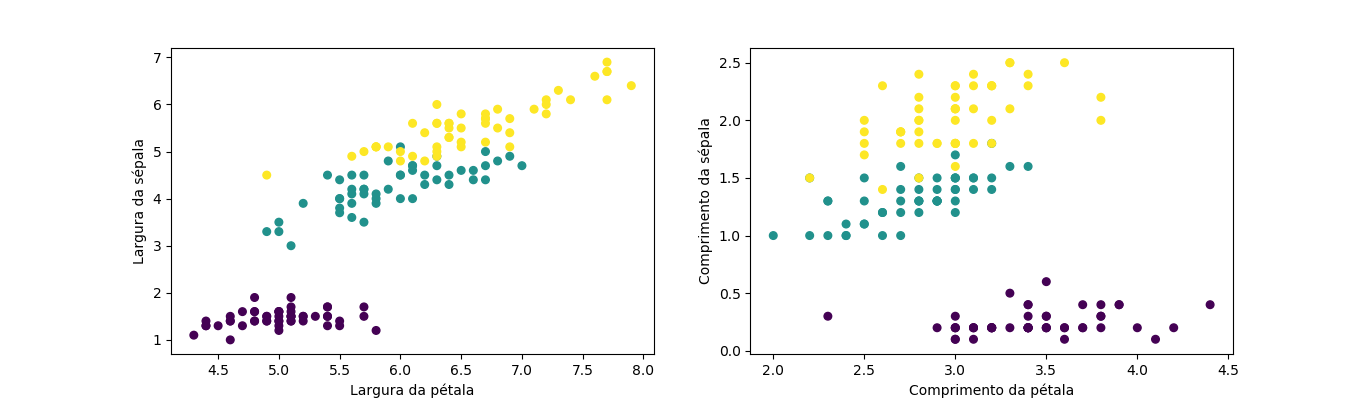 7
6
5
4
3
2
1
4.5 5.0 5.5 6.0 6.5 7.0 7.5 8.0
Largura da sépala
Largura da pétala
2.5
2.0
1.5
1.0
0.5
0.0
2.0 2.5 3.0 3.5 4.0 4.5
Comprimento da sépala
Comprimento da pétala